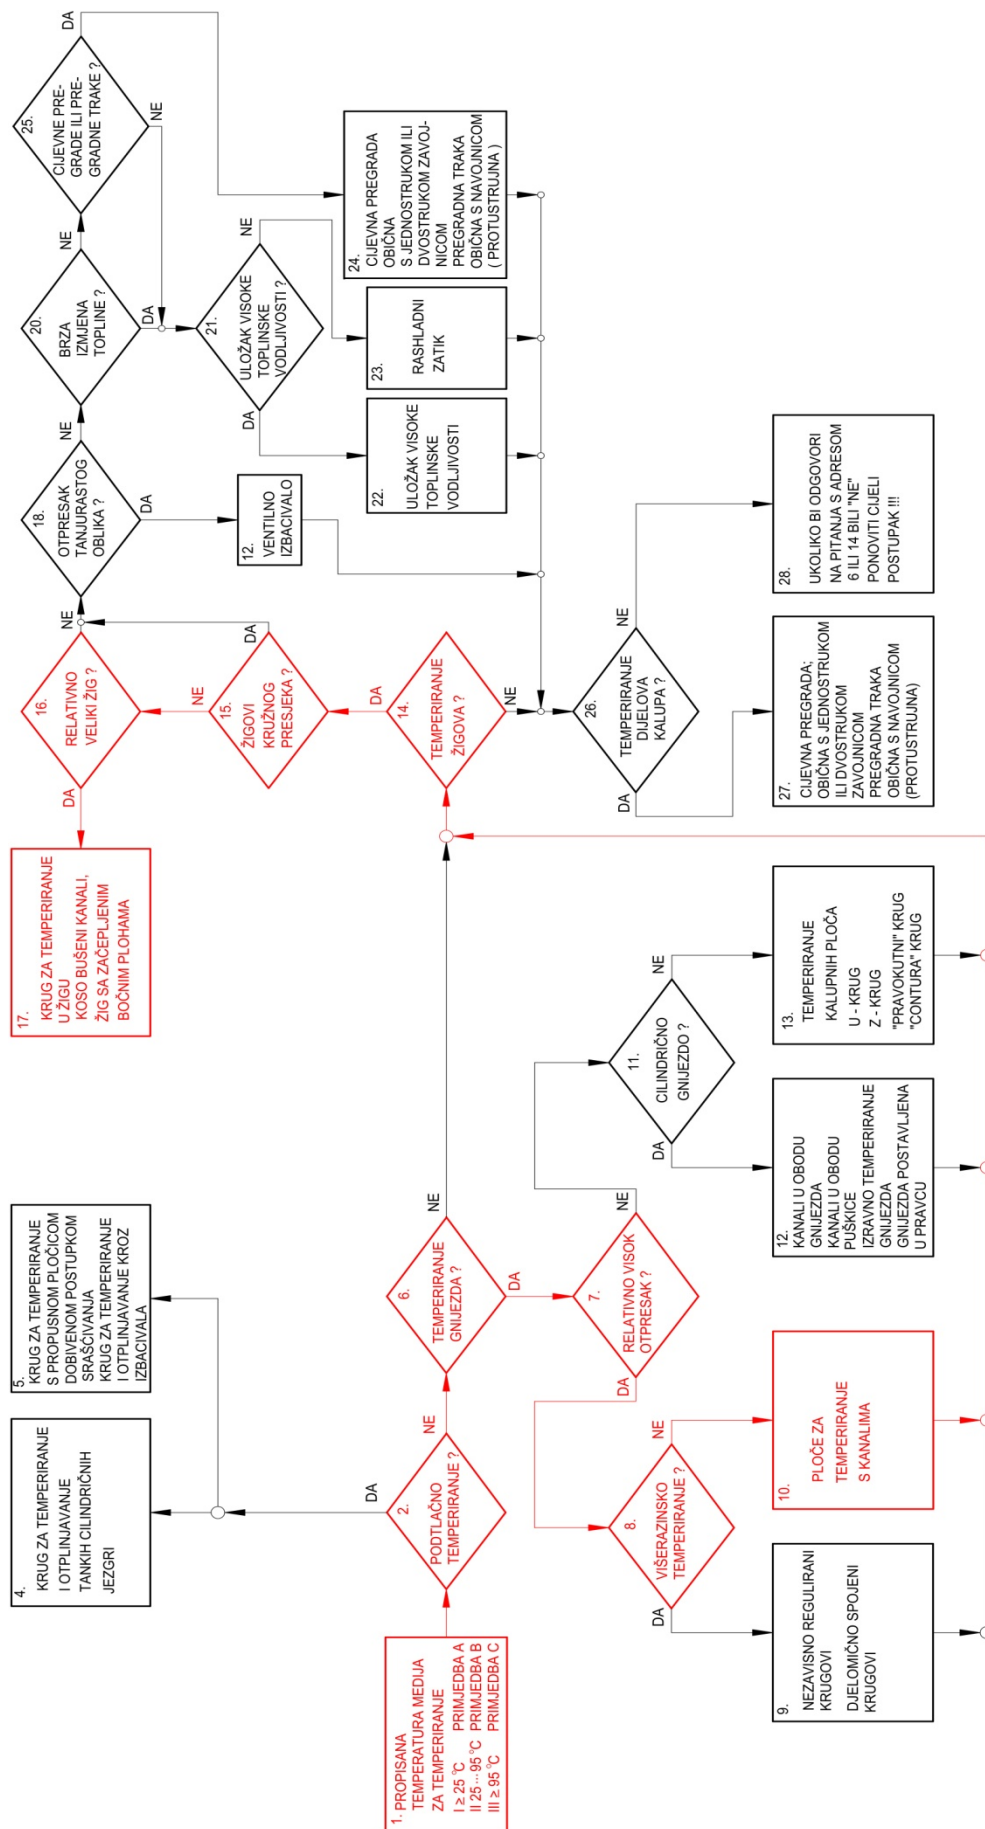 1. PROPISANA
TEMPERATURA MEDIJA
ZA TEMPERIRANJE
I ≥ 25 °C PRIMJEDBA A
II 25···95 °C PRIMJEDBA B
III ≥ 95 °C PRIMJEDBA C
2.
PODTLAČNO
TEMPERIRANJE ?
DA
NE
4.
KRUG ZA TEMPERIRANJE
I OTPLINJAVANJE
TANKIH CILINDRIČNIH
JEZGRI
5.
KRUG ZA TEMPERIRANJE
S PROPUSNOM PLOČICOM
DOBIVENOM POSTUPKOM
SRAŠČIVANJA
KRUG ZA TEMPERIRANJE
I OTPLINJAVANJE KROZ
IZBACIVALA
6.
TEMPERIRANJE
GNIJEZDA ?
NE
DA
7.
RELATIVNO VISOK
OTPRESAK ?
DA
NE
8.
VIŠERAZINSKO
TEMPERIRANJE ?
DA
NE
9.
NEZAVISNO REGULIRANI
KRUGOVI
DJELOMIČNO SPOJENI
KRUGOVI
10.
PLOČE ZA
TEMPERIRANJE
S KANALIMA
11.
CILINDRIČNO
GNIJEZDO ?
DA
NE
12.
KANALI U OBODU
GNIJEZDA
KANALI U OBODU
PUŠKICE
IZRAVNO TEMPERIRANJE
GNIJEZDA
GNIJEZDA POSTAVLJENA
U PRAVCU
13.
TEMPERIRANJE
KALUPNIH PLOČA
U - KRUG
Z - KRUG
"PRAVOKUTNI" KRUG
"CONTURA" KRUG
14.
TEMPERIRANJE
ŽIGOVA ?
DA
NE
15.
ŽIGOVI
KRUŽNOG
PRESJEKA ?
NE
DA
16.
RELATIVNO
VELIKI ŽIG ?
DA
NE
17.
KRUG ZA TEMPERIRANJE
U ŽIGU
KOSO BUŠENI KANALI,
ŽIG SA ZAČEPLJENIM
BOČNIM PLOHAMA
18.
OTPRESAK
TANJURASTOG
OBLIKA ?
NE
DA
12.
VENTILNO
IZBACIVALO
20.
BRZA
IZMJENA
TOPLINE ?
NE
DA
25.
CIJEVNE PRE-
GRADE ILI PRE-
GRADNE TRAKE ?
DA
NE
21.
ULOŽAK VISOKE
TOPLINSKE
VODLJIVOSTI ?
DA
NE
22.
ULOŽAK VISOKE
TOPLINSKE
VODLJIVOSTI
23.
RASHLADNI
ZATIK
24.
CIJEVNA PREGRADA
OBIČNA
S JEDNOSTRUKOM ILI
DVOSTRUKOM ZAVOJ-
NICOM
PREGRADNA TRAKA
OBIČNA S NAVOJNICOM
( PROTUSTRUJNA )
26.
TEMPERIRANJE
DIJELOVA
KALUPA ?
DA
NE
27.
CIJEVNA PREGRADA;
OBIČNA S JEDNOSTRUKOM
ILI DVOSTRUKOM
ZAVOJNICOM
PREGRADNA TRAKA
OBIČNA S NAVOJNICOM
(PROTUSTRUJNA)
28.
UKOLIKO BI ODGOVORI
NA PITANJA S ADRESOM
6 ILI 14 BILI "NE"
PONOVITI CIJELI
POSTUPAK !!!